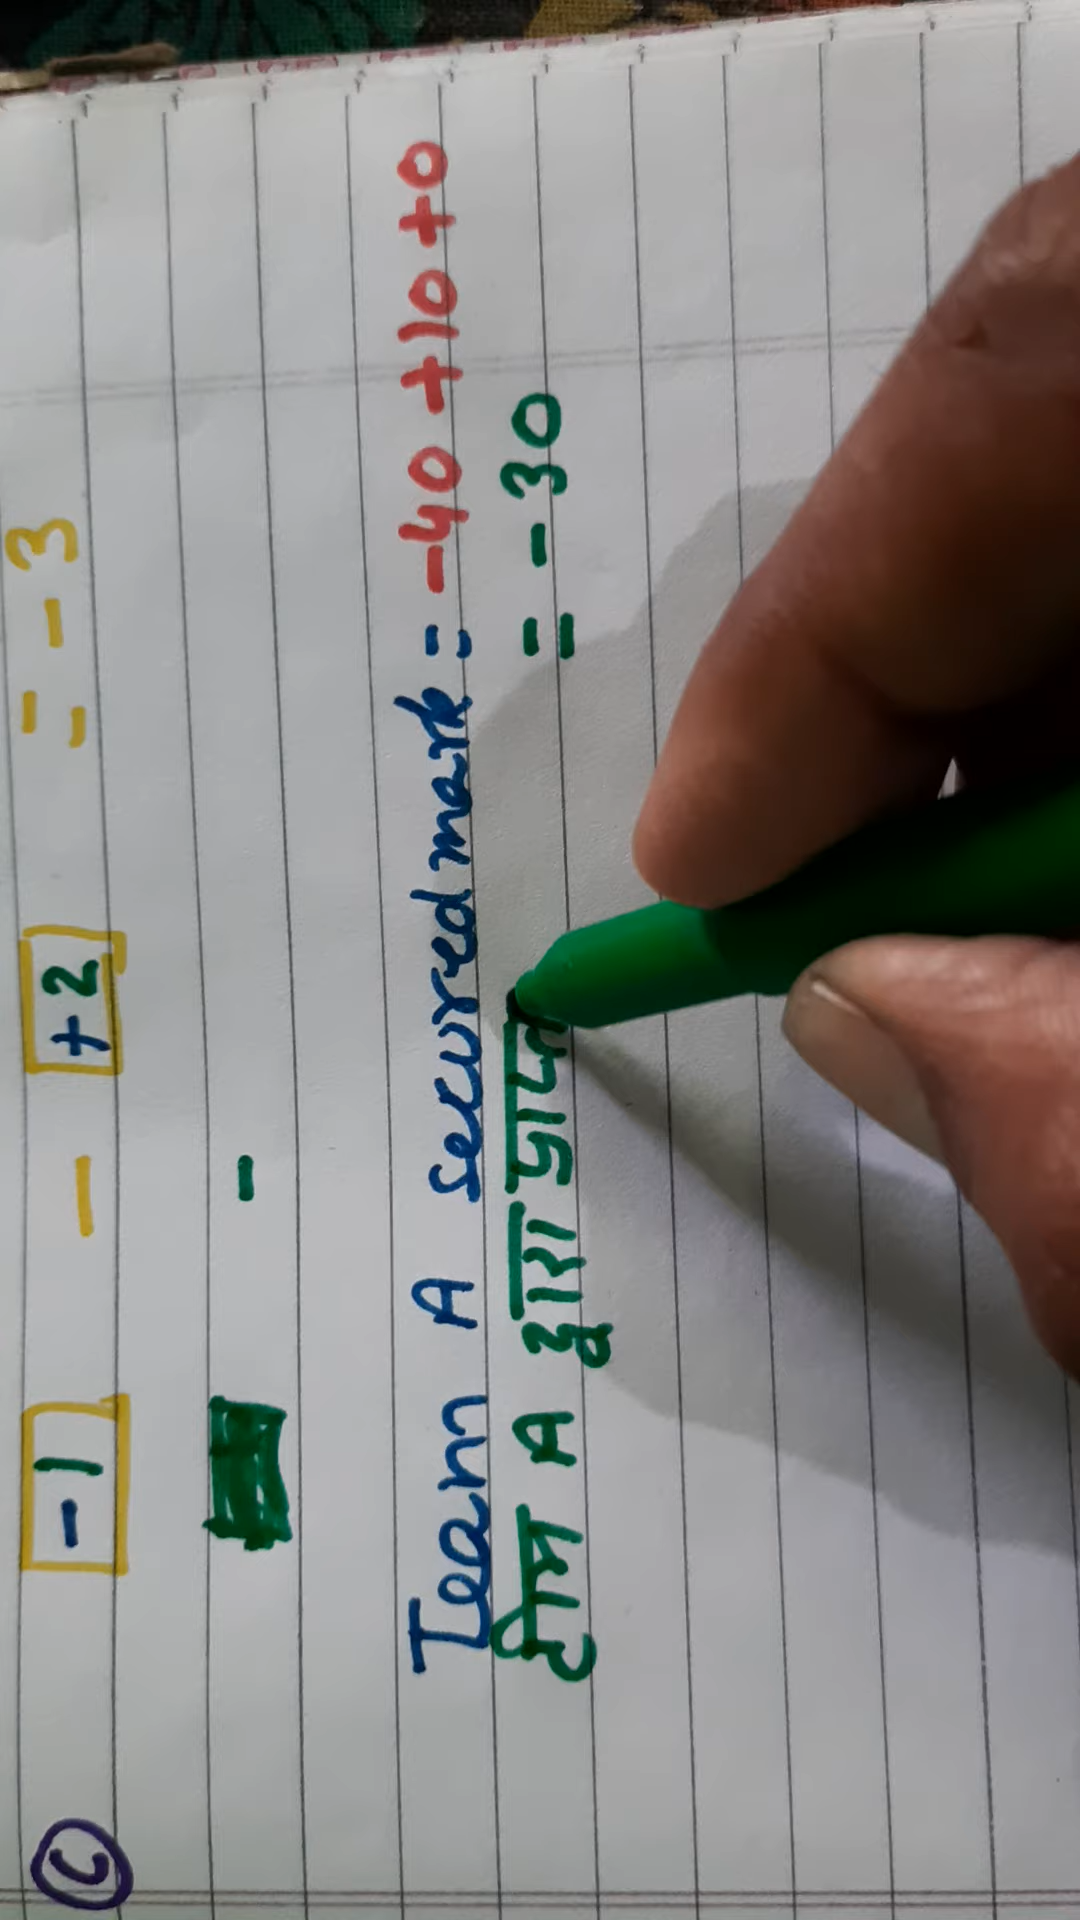 (c) -1 - +2 = -3
-
Team A secured mark = -40 +10 +0
टीम A द्वारा = -30